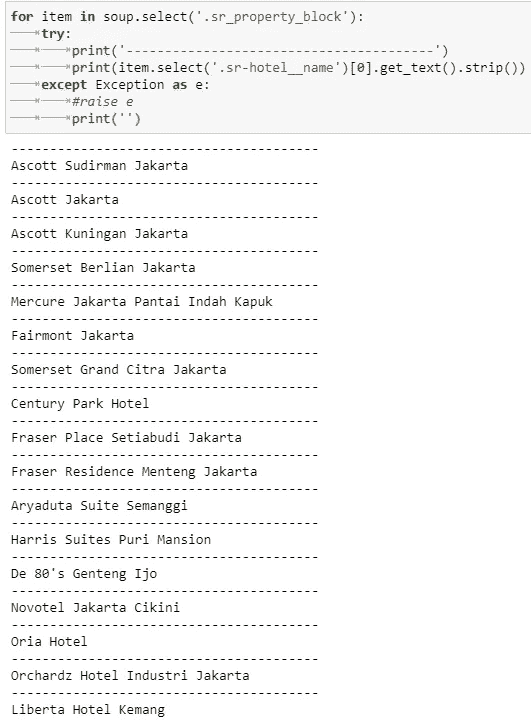 for item in soup.select('.sr_property_block'):
try:
print('----------------------------------------')
print(item.select('.sr-hotel__name')[0].get_text().strip())
except Exception as e:
#raise e
print('')
----------------------------------------
Ascott Sudirman Jakarta
----------------------------------------
Ascott Jakarta
----------------------------------------
Ascott Kuningan Jakarta
----------------------------------------
Somerset Berlian Jakarta
----------------------------------------
Mercure Jakarta Pantai Indah Kapuk
----------------------------------------
Fairmont Jakarta
----------------------------------------
Somerset Grand Citra Jakarta
----------------------------------------
Century Park Hotel
----------------------------------------
Fraser Place Setiabudi Jakarta
----------------------------------------
Fraser Residence Menteng Jakarta
----------------------------------------
Aryaduta Suite Semanggi
----------------------------------------
Harris Suites Puri Mansion
----------------------------------------
De 80's Genteng Ijo
----------------------------------------
Novotel Jakarta Cikini
----------------------------------------
Oria Hotel
----------------------------------------
Orchardz Hotel Industri Jakarta
----------------------------------------
Liberta Hotel Kemang